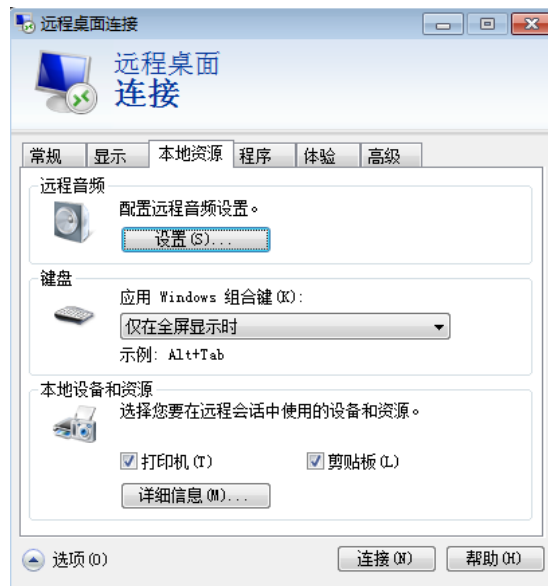 远程桌面连接
远程桌面
连接
常规 显示 本地资源 程序 体验 高级
远程音频
配置远程音频设置。
设置(S)...
键盘
应用 Windows 组合键(K):
仅在全屏显示时
示例: Alt+Tab
本地设备和资源
选择您要在远程会话中使用的设备和资源。
打印机(T) 剪贴板(L)
详细信息(M)...
选项(O) 连接(N) 帮助(H)